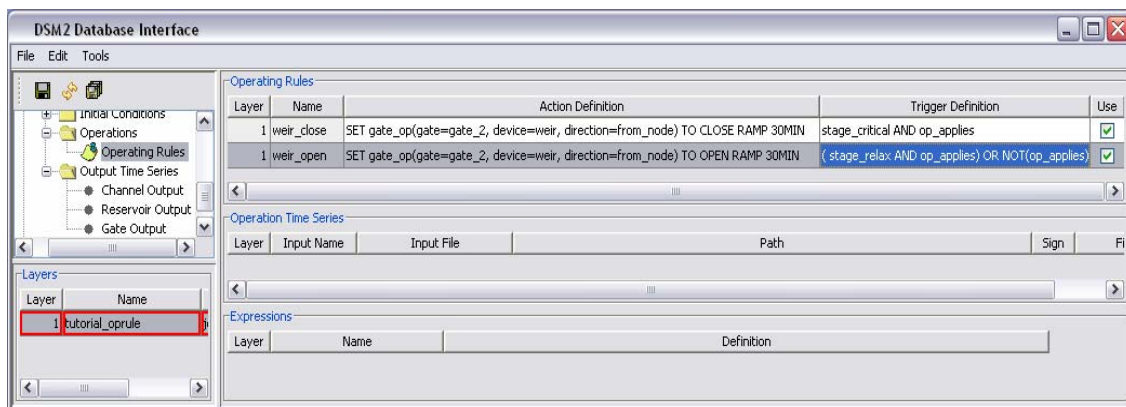 DSM2 Database Interface
File Edit Tools
Initial Conditions
Operations
Operating Rules
Output Time Series
Channel Output
Reservoir Output
Gate Output
Layers
Layer Name
1 tutorial_oprule
Operating Rules
Layer Name Action Definition Trigger Definition Use
1 weir_close SET gate_op(gate=gate_2, device=weir, direction=from_node) TO CLOSE RAMP 30MIN stage_critical AND op_applies
1 weir_open SET gate_op(gate=gate_2, device=weir, direction=from_node) TO OPEN RAMP 30MIN ( stage_relax AND op_applies) OR NOT(op_applies)
Operation Time Series
Layer Input Name Input File Path Sign Fi
Expressions
Layer Name Definition